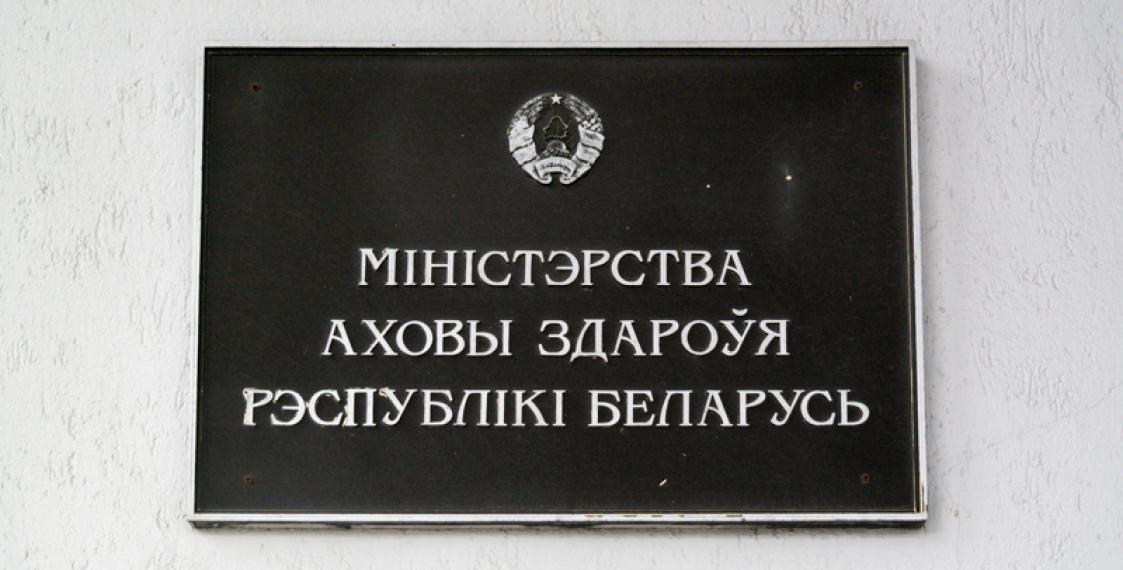 МІНІСТЭРСТВА
АХОВЫ ЗДАРОЎЯ
РЭСПУБЛІКІ БЕЛАРУСЬ